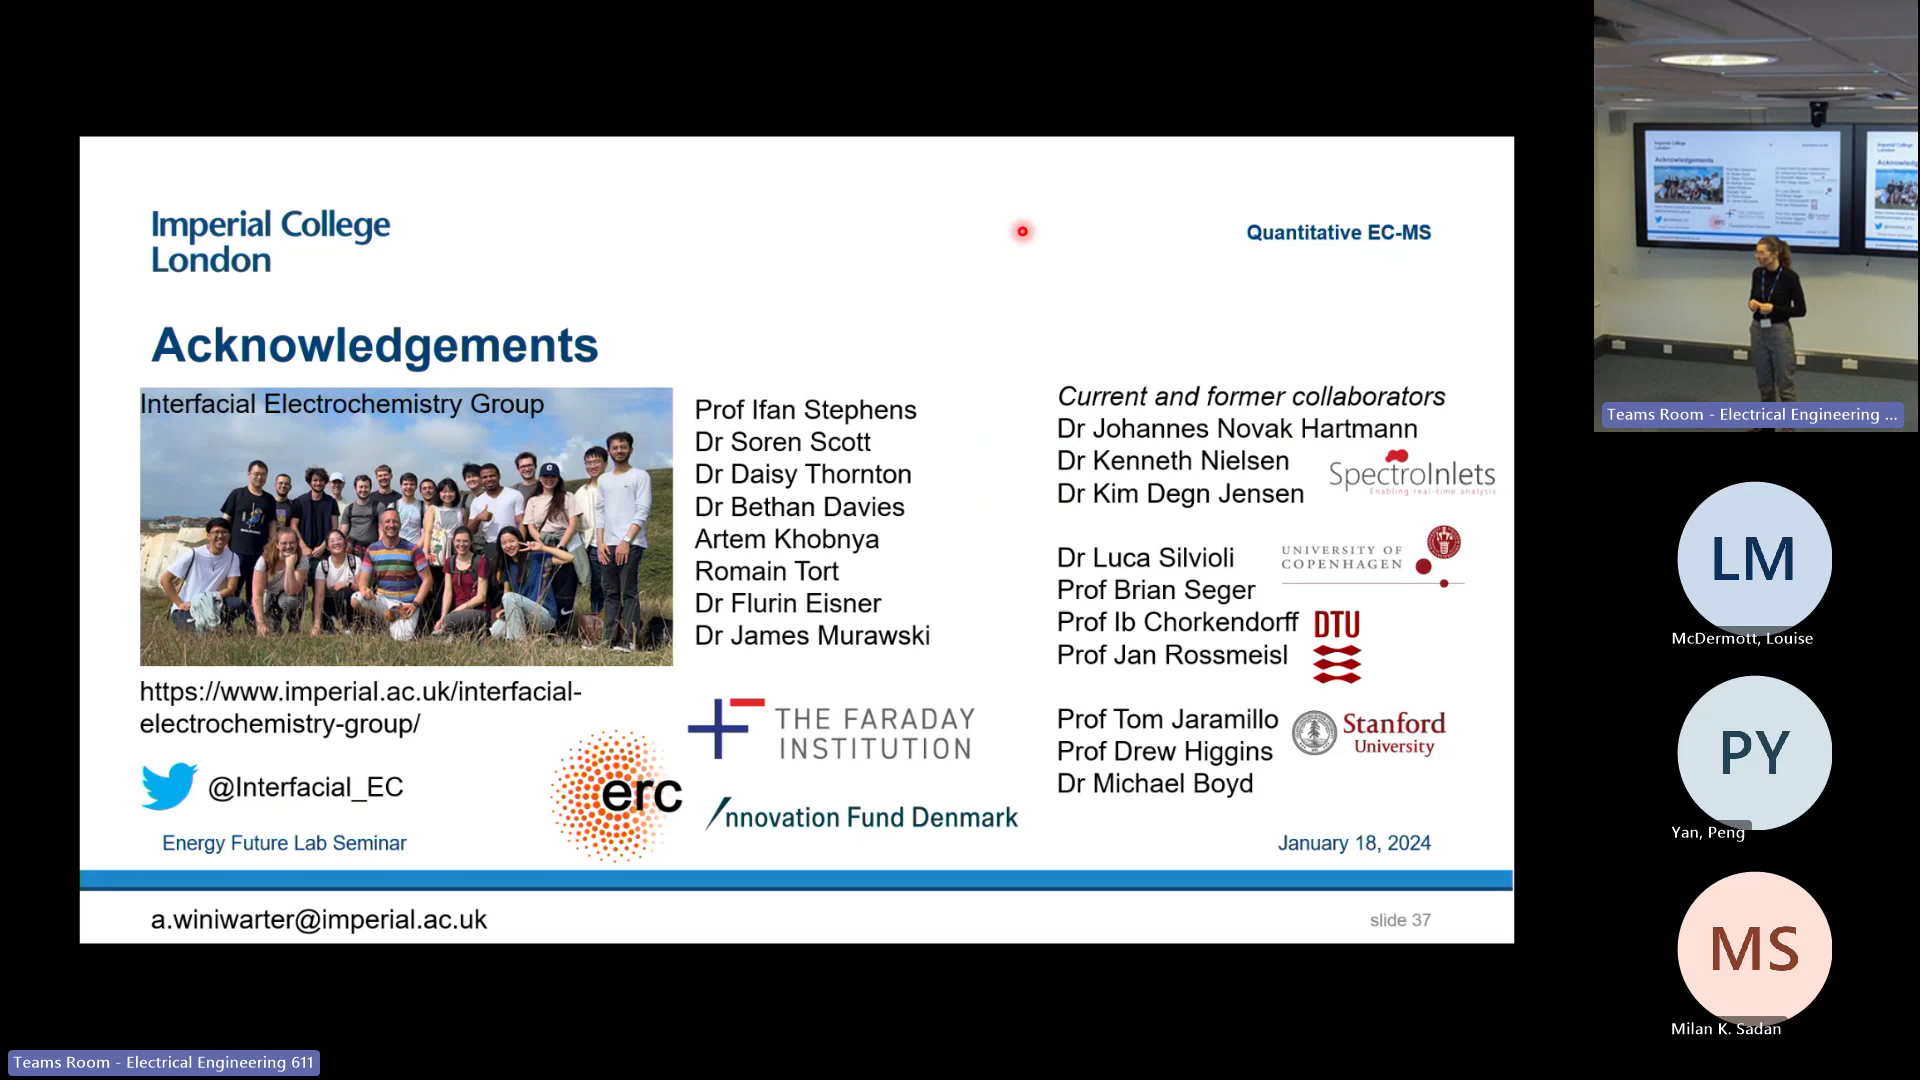 Imperial College
London
Quantitative EC-MS
Acknowledgements
Interfacial Electrochemistry Group
https://www.imperial.ac.uk/interfacial-
electrochemistry-group/
@Interfacial_EC
Energy Future Lab Seminar
Prof Ifan Stephens
Dr Soren Scott
Dr Daisy Thornton
Dr Bethan Davies
Artem Khobnya
Romain Tort
Dr Flurin Eisner
Dr James Murawski
THE FARADAY
INSTITUTION
erc
Innovation Fund Denmark
Current and former collaborators
Dr Johannes Novak Hartmann
Dr Kenneth Nielsen
Dr Kim Degn Jensen
SpectroInlets
Enabling real-time analysis
Dr Luca Silvioli
Prof Brian Seger
Prof Ib Chorkendorff
Prof Jan Rossmeisl
UNIVERSITY OF
COPENHAGEN
DTU
Prof Tom Jaramillo
Prof Drew Higgins
Dr Michael Boyd
Stanford
University
January 18, 2024
a.winiwarter@imperial.ac.uk
slide 37
Teams Room - Electrical Engineering 611
Acknowledgements
Teams Room - Electrical Engineering ...
LM
McDermott, Louise
PY
Yan, Peng
MS
Milan K. Sadan